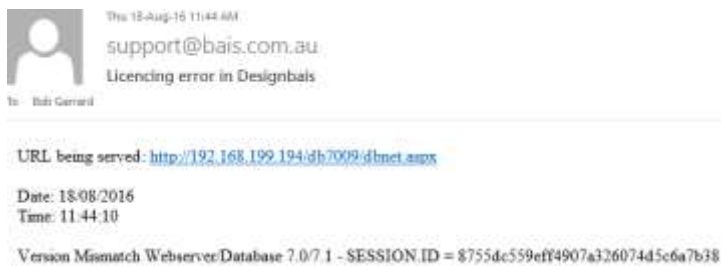 Thu 18-Aug-16 11:44 AM
support@bais.com.au
Licencing error in Designbais
To Bob Garrard
URL being served: http://192.168.199.194/db7009/dbnet.aspx
Date: 18/08/2016
Time: 11:44:10
Version Mismatch Webserver/Database 7.0/7.1 - SESSION.ID = 8755dc559eff4907a326074d5c6a7b38